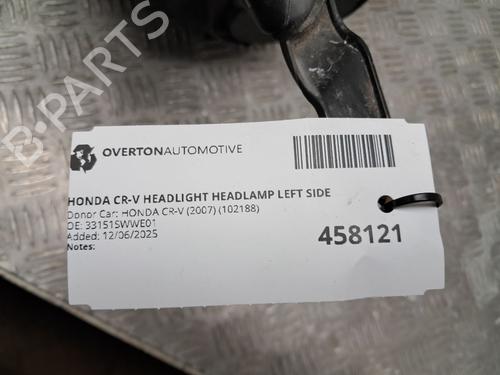 B-PARTS
OVERTONAUTOMOTIVE
HONDA CR-V HEADLIGHT HEADLAMP LEFT SIDE
Donor Car: HONDA CR-V (2007) (102188)
OE: 33151SWWE01
Added: 12/06/2025
Notes:
458121